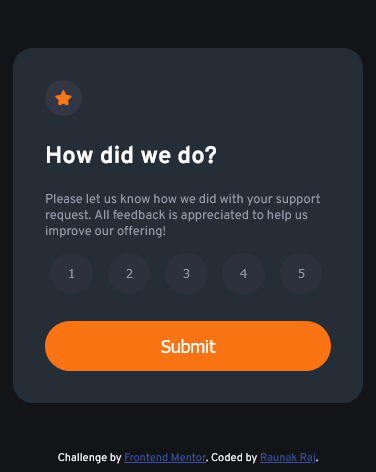 How did we do?
Please let us know how we did with your support
request. All feedback is appreciated to help us
improve our offering!
1 2 3 4 5
Submit
Challenge by Frontend Mentor. Coded by Raunak Raj.